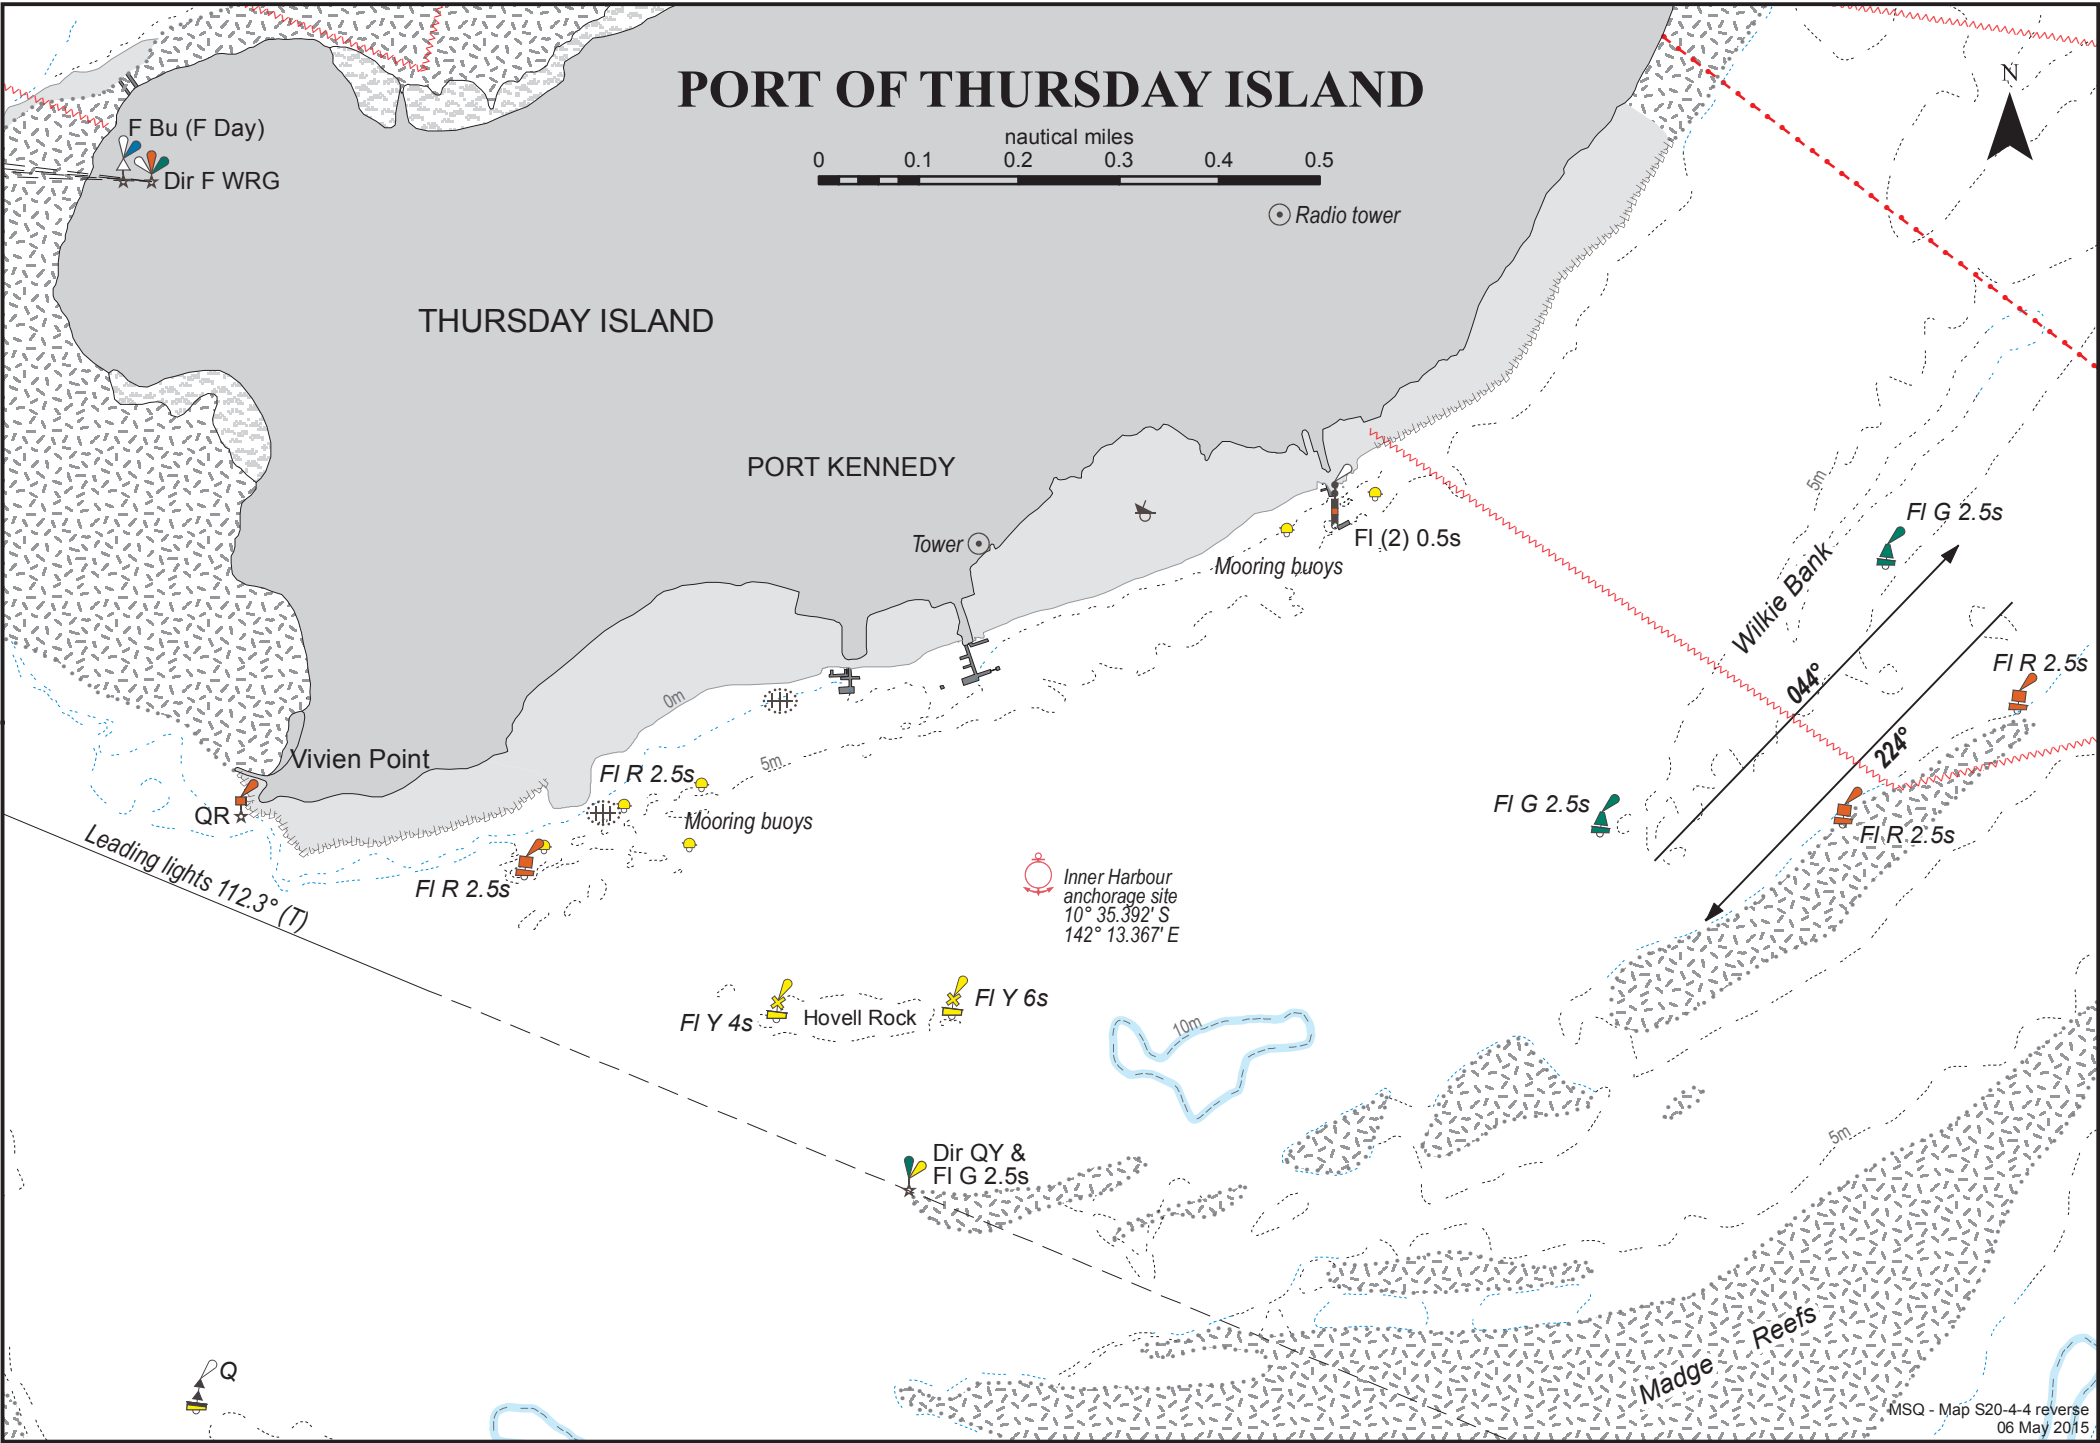 PORT OF THURSDAY ISLAND
N
nautical miles
0 0.1 0.2 0.3 0.4 0.5
F Bu (F Day)
Dir F WRG
Radio tower
THURSDAY ISLAND
PORT KENNEDY
Tower
Fl (2) 0.5s
Mooring buoys
5m
Fl G 2.5s
Wilkie Bank
Fl R 2.5s
044°
224°
0m
Vivien Point
Fl R 2.5s
5m
QR
Mooring buoys
Fl G 2.5s
Fl R 2.5s
Leading lights 112.3° (T)
Fl R 2.5s
Inner Harbour
anchorage site
10° 35.392' S
142° 13.367' E
Fl Y 4s
Hovell Rock
Fl Y 6s
10m
5m
Dir QY &
Fl G 2.5s
Madge Reefs
Q
MSQ - Map S20-4-4 reverse
06 May 2015